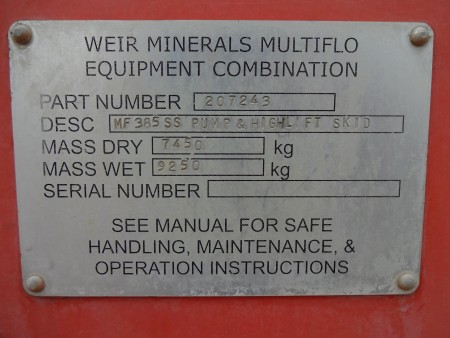 WEIR MINERALS MULTIFLO
EQUIPMENT COMBINATION
PART NUMBER 207243
DESC MF385SS PUMP & HIGHLIFT SKID
MASS DRY 7450 kg
MASS WET 9250 kg
SERIAL NUMBER
SEE MANUAL FOR SAFE
HANDLING, MAINTENANCE, &
OPERATION INSTRUCTIONS